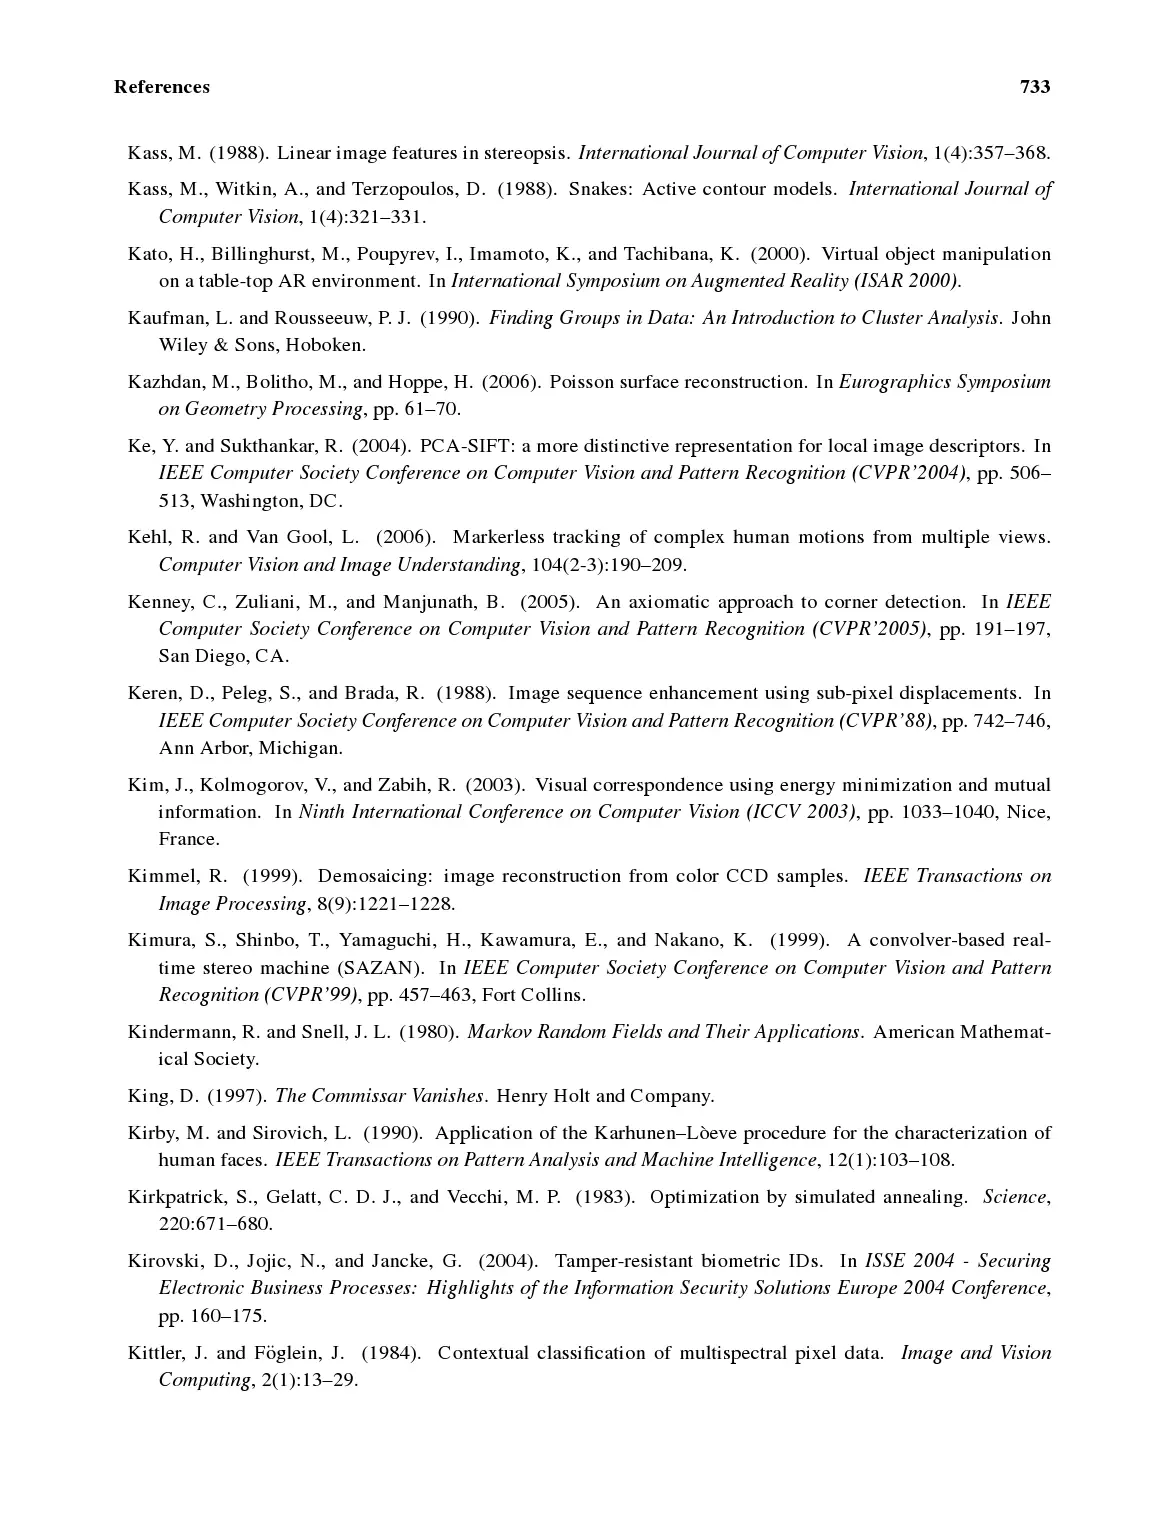 References 733
Kass, M. (1988). Linear image features in stereopsis. International Journal of Computer Vision, 1(4):357–368.
Kass, M., Witkin, A., and Terzopoulos, D. (1988). Snakes: Active contour models. International Journal of
Computer Vision, 1(4):321–331.
Kato, H., Billinghurst, M., Poupyrev, I., Imamoto, K., and Tachibana, K. (2000). Virtual object manipulation
on a table-top AR environment. In International Symposium on Augmented Reality (ISAR 2000).
Kaufman, L. and Rousseeuw, P. J. (1990). Finding Groups in Data: An Introduction to Cluster Analysis. John
Wiley & Sons, Hoboken.
Kazhdan, M., Bolitho, M., and Hoppe, H. (2006). Poisson surface reconstruction. In Eurographics Symposium
on Geometry Processing, pp. 61–70.
Ke, Y. and Sukthankar, R. (2004). PCA-SIFT: a more distinctive representation for local image descriptors. In
IEEE Computer Society Conference on Computer Vision and Pattern Recognition (CVPR'2004), pp. 506–
513, Washington, DC.
Kehl, R. and Van Gool, L. (2006). Markerless tracking of complex human motions from multiple views.
Computer Vision and Image Understanding, 104(2-3):190–209.
Kenney, C., Zuliani, M., and Manjunath, B. (2005). An axiomatic approach to corner detection. In IEEE
Computer Society Conference on Computer Vision and Pattern Recognition (CVPR'2005), pp. 191–197,
San Diego, CA.
Keren, D., Peleg, S., and Brada, R. (1988). Image sequence enhancement using sub-pixel displacements. In
IEEE Computer Society Conference on Computer Vision and Pattern Recognition (CVPR'88), pp. 742–746,
Ann Arbor, Michigan.
Kim, J., Kolmogorov, V., and Zabih, R. (2003). Visual correspondence using energy minimization and mutual
information. In Ninth International Conference on Computer Vision (ICCV 2003), pp. 1033–1040, Nice,
France.
Kimmel, R. (1999). Demosaicing: image reconstruction from color CCD samples. IEEE Transactions on
Image Processing, 8(9):1221–1228.
Kimura, S., Shinbo, T., Yamaguchi, H., Kawamura, E., and Nakano, K. (1999). A convolver-based real-
time stereo machine (SAZAN). In IEEE Computer Society Conference on Computer Vision and Pattern
Recognition (CVPR'99), pp. 457–463, Fort Collins.
Kindermann, R. and Snell, J. L. (1980). Markov Random Fields and Their Applications. American Mathemat-
ical Society.
King, D. (1997). The Commissar Vanishes. Henry Holt and Company.
Kirby, M. and Sirovich, L. (1990). Application of the Karhunen–Lòeve procedure for the characterization of
human faces. IEEE Transactions on Pattern Analysis and Machine Intelligence, 12(1):103–108.
Kirkpatrick, S., Gelatt, C. D. J., and Vecchi, M. P. (1983). Optimization by simulated annealing. Science,
220:671–680.
Kirovski, D., Jojic, N., and Jancke, G. (2004). Tamper-resistant biometric IDs. In ISSE 2004 - Securing
Electronic Business Processes: Highlights of the Information Security Solutions Europe 2004 Conference,
pp. 160–175.
Kittler, J. and Föglein, J. (1984). Contextual classification of multispectral pixel data. Image and Vision
Computing, 2(1):13–29.